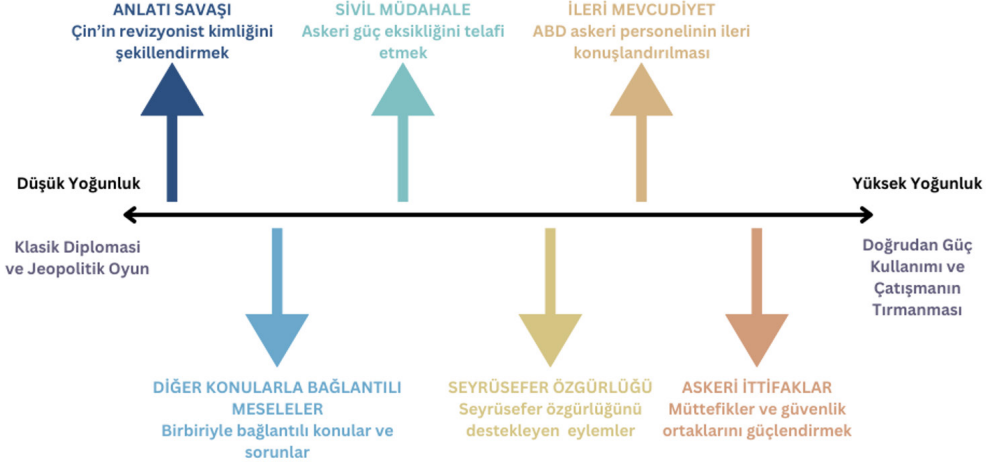 ANLATI SAVAŞI
Çin’in revizyonist kimliğini
şekillendirmek
SİVİL MÜDAHALE
Askeri güç eksikliğini telafi
etmek
İLERİ MEVCUDİYET
ABD askeri personelinin ileri
konuşlandırılması
Düşük Yoğunluk
Yüksek Yoğunluk
Klasik Diplomasi
ve Jeopolitik Oyun
Doğrudan Güç
Kullanımı ve
Çatışmanın
Tırmanması
DİĞER KONULARLA BAĞLANTILI
MESELELER
Birbiriyle bağlantılı konular ve
sorunlar
SEYRÜSEFER ÖZGÜRLÜĞÜ
Seyrüsefer özgürlüğünü
destekleyen eylemler
ASKERİ İTTİFAKLAR
Müttefikler ve güvenlik
ortaklarını güçlendirmek